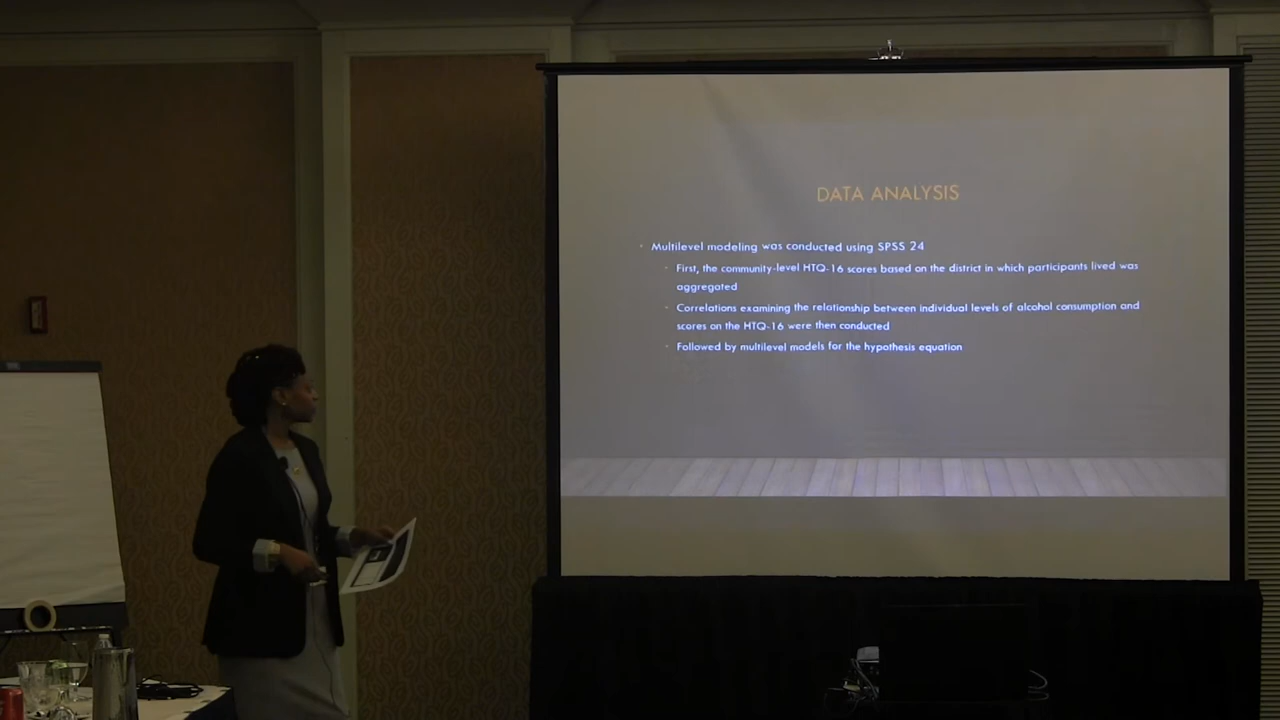 DATA ANALYSIS
Multilevel modeling was conducted using SPSS 24
First, the community-level HTQ-16 scores based on the district in which participants lived was
aggregated
Correlations examining the relationship between individual levels of alcohol consumption and
scores on the HTQ-16 were then conducted
Followed by multilevel models for the hypothesis equation